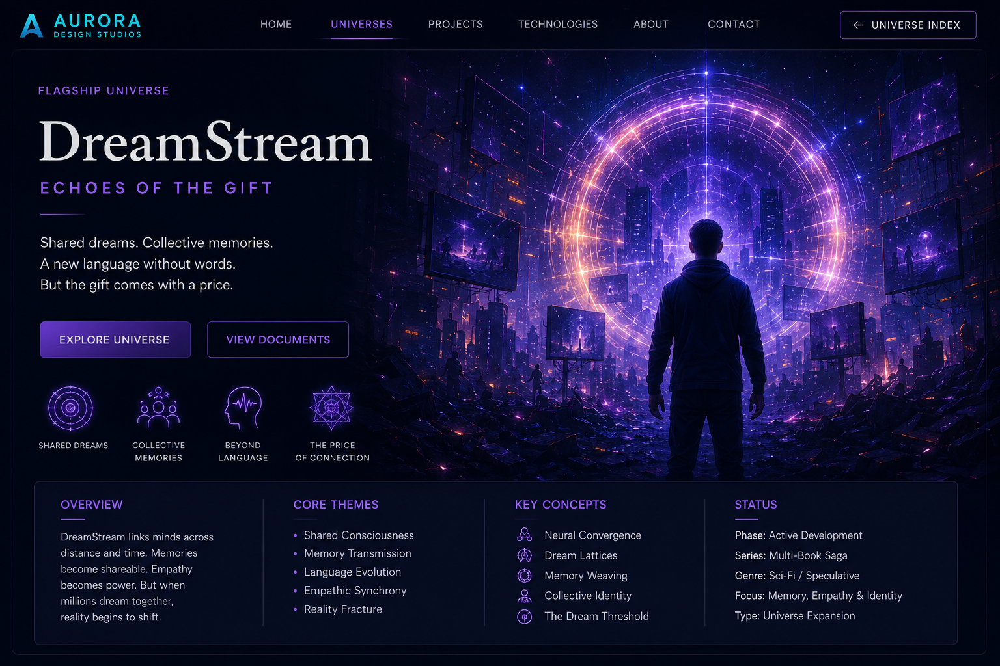 AURORA
DESIGN STUDIOS
HOME
UNIVERSES
PROJECTS
TECHNOLOGIES
ABOUT
CONTACT
← UNIVERSE INDEX
FLAGSHIP UNIVERSE
DreamStream
ECHOES OF THE GIFT
Shared dreams. Collective memories.
A new language without words.
But the gift comes with a price.
EXPLORE UNIVERSE
VIEW DOCUMENTS
SHARED DREAMS
COLLECTIVE
MEMORIES
BEYOND
LANGUAGE
THE PRICE
OF CONNECTION
OVERVIEW
DreamStream links minds across
distance and time. Memories
become shareable. Empathy
becomes power. But when
millions dream together,
reality begins to shift.
CORE THEMES
• Shared Consciousness
• Memory Transmission
• Language Evolution
• Empathic Synchrony
• Reality Fracture
KEY CONCEPTS
Neural Convergence
Dream Lattices
Memory Weaving
Collective Identity
The Dream Threshold
STATUS
Phase: Active Development
Series: Multi-Book Saga
Genre: Sci-Fi / Speculative
Focus: Memory, Empathy & Identity
Type: Universe Expansion